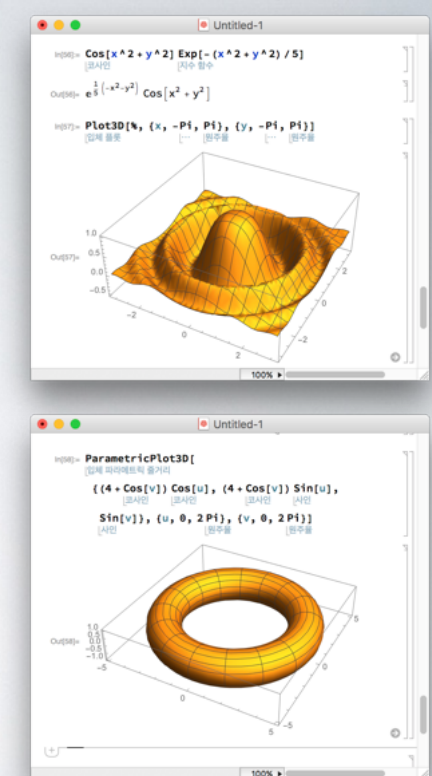 Untitled-1
In[56]:= Cos[x^2 + y^2] Exp[-(x^2 + y^2) / 5]
코사인 지수 함수
Out[56]= e^(1/5 (-x^2-y^2)) Cos[x^2 + y^2]
In[57]:= Plot3D[%, {x, -Pi, Pi}, {y, -Pi, Pi}]
입체 플롯 ⋯ 원주율 ⋯ 원주율
Out[57]=
1.0
0.5
0.0
-0.5
-2
0
2
-2
0
2
100%
Untitled-1
In[58]:= ParametricPlot3D[
입체 파라메트릭 줄거리
{(4 + Cos[v]) Cos[u], (4 + Cos[v]) Sin[u],
코사인 코사인 코사인 사인
Sin[v]}, {u, 0, 2 Pi}, {v, 0, 2 Pi}]
사인 원주율 원주율
Out[58]=
1.0
0.5
0.0
-0.5
-1.0
-5
0
5
-5
0
5
100%